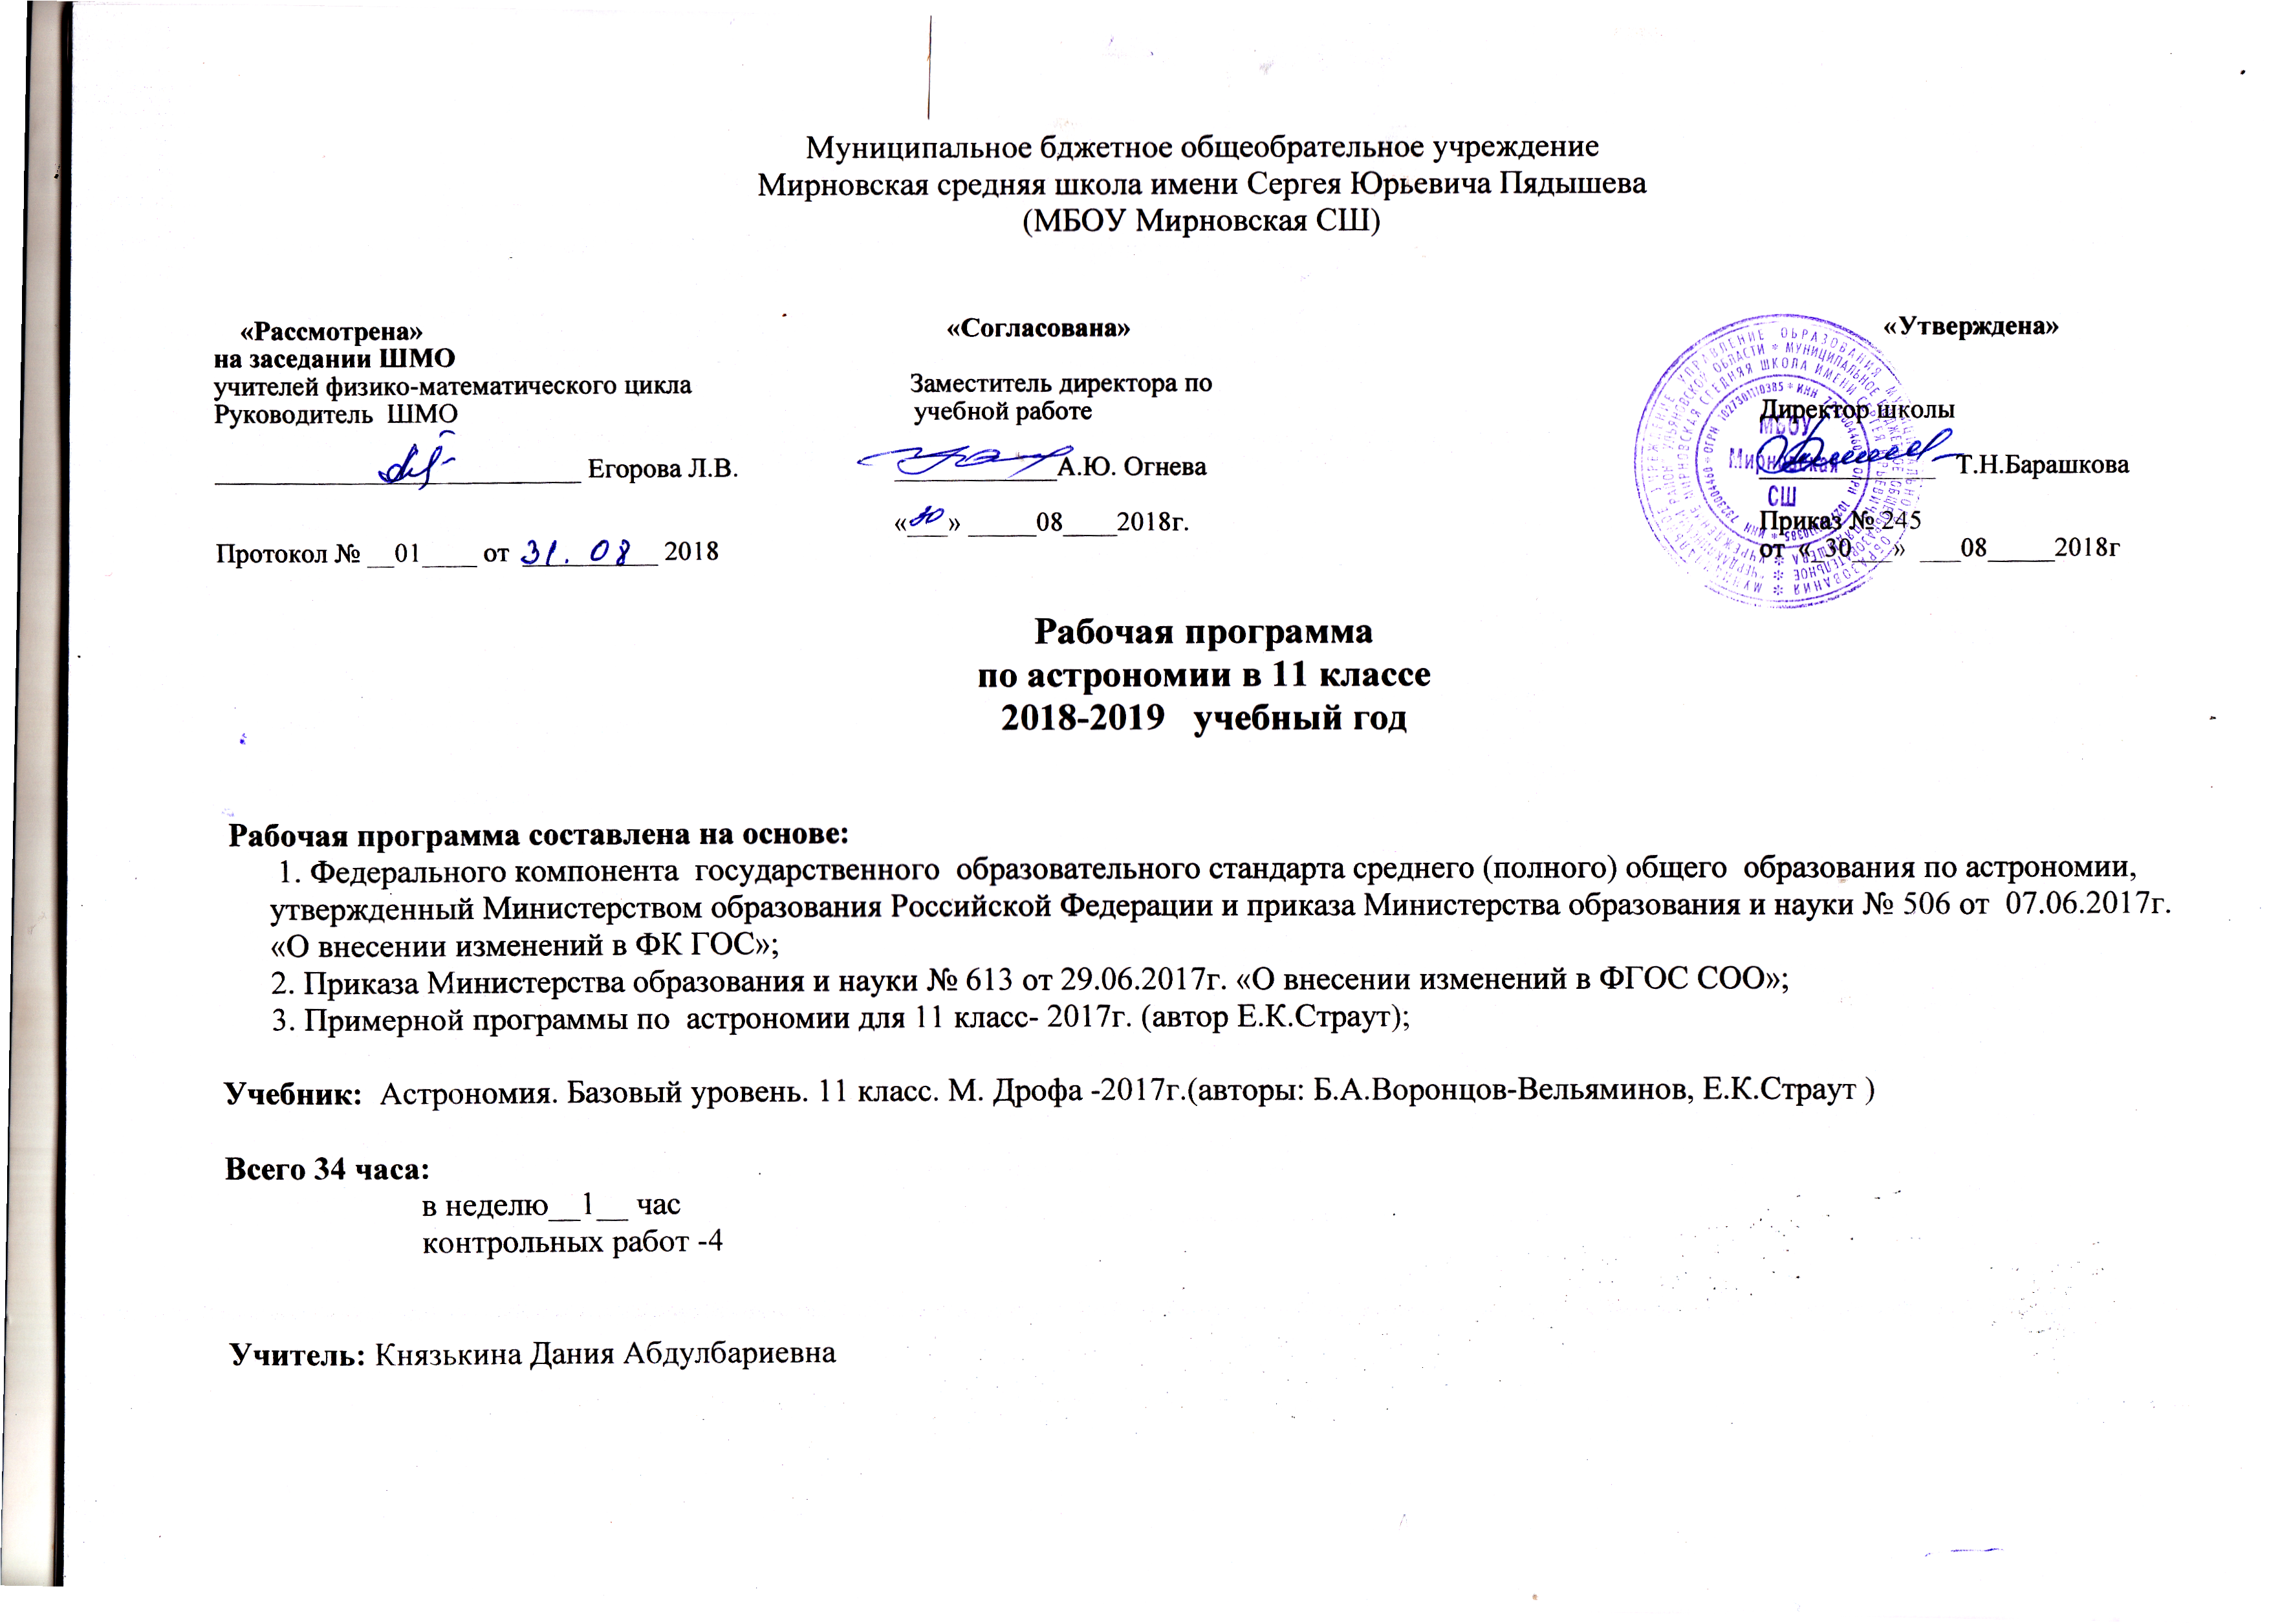 Муниципальное бджетное общеобрательное учреждение
Мирновская средняя школа имени Сергея Юрьевича Пядышева
(МБОУ Мирновская СШ)
«Рассмотрена»
на заседании ШМО
учителей физико-математического цикла
Руководитель ШМО
____________________________ Егорова Л.В.
Протокол № __01____ от 31. 08 2018
«Согласована»
Заместитель директора по
учебной работе
____________А.Ю. Огнева
«30» _____08____2018г.
«Утверждена»
Директор школы
_____________ Т.Н.Барашкова
Приказ № 245
от «_30___» ___08_____2018г
МБОУ
Мирновская
СШ
Рабочая программа
по астрономии в 11 классе
2018-2019 учебный год
Рабочая программа составлена на основе:
1. Федерального компонента государственного образовательного стандарта среднего (полного) общего образования по астрономии,
утвержденный Министерством образования Российской Федерации и приказа Министерства образования и науки № 506 от 07.06.2017г.
«О внесении изменений в ФК ГОС»;
2. Приказа Министерства образования и науки № 613 от 29.06.2017г. «О внесении изменений в ФГОС СОО»;
3. Примерной программы по астрономии для 11 класс- 2017г. (автор Е.К.Страут);
Учебник: Астрономия. Базовый уровень. 11 класс. М. Дрофа -2017г.(авторы: Б.А.Воронцов-Вельяминов, Е.К.Страут )
Всего 34 часа:
в неделю__1__ час
контрольных работ -4
Учитель: Князькина Дания Абдулбариевна